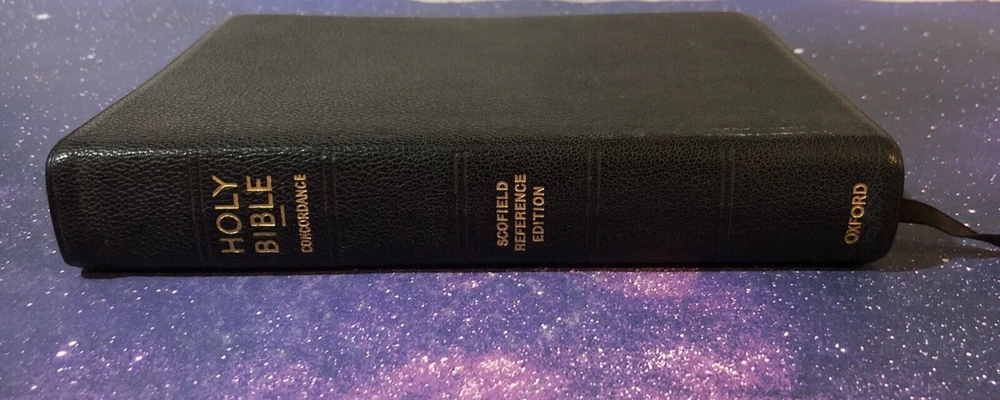 HOLY
BIBLE
CONCORDANCE
SCOFIELD
REFERENCE
EDITION
OXFORD